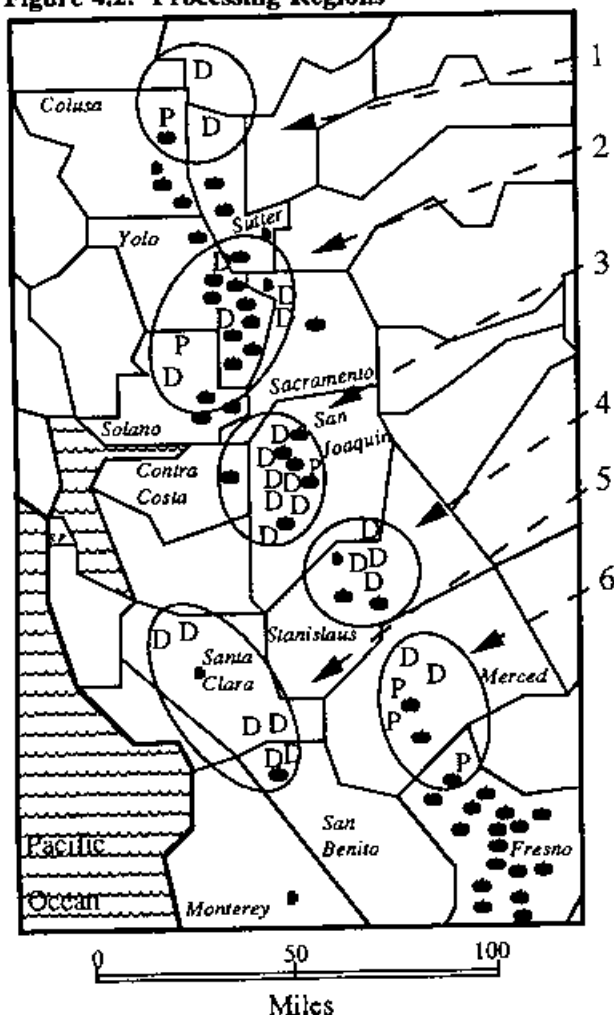 Figure 4.2: Processing Regions
1
D
Colusa
P
D
2
Sutter
Yolo
D
3
D
D
D
P
D
Sacramento
San
Joaquin
4
Solano
D
D
P
Contra
Costa
D
D
D
D
5
D
D
D
D
D
6
D
D
Stanislaus
Santa
Clara
D
D
Merced
P
D
D
P
D
D
P
San
Benito
Fresno
Pacific
Ocean
Monterey
0 50 100
Miles